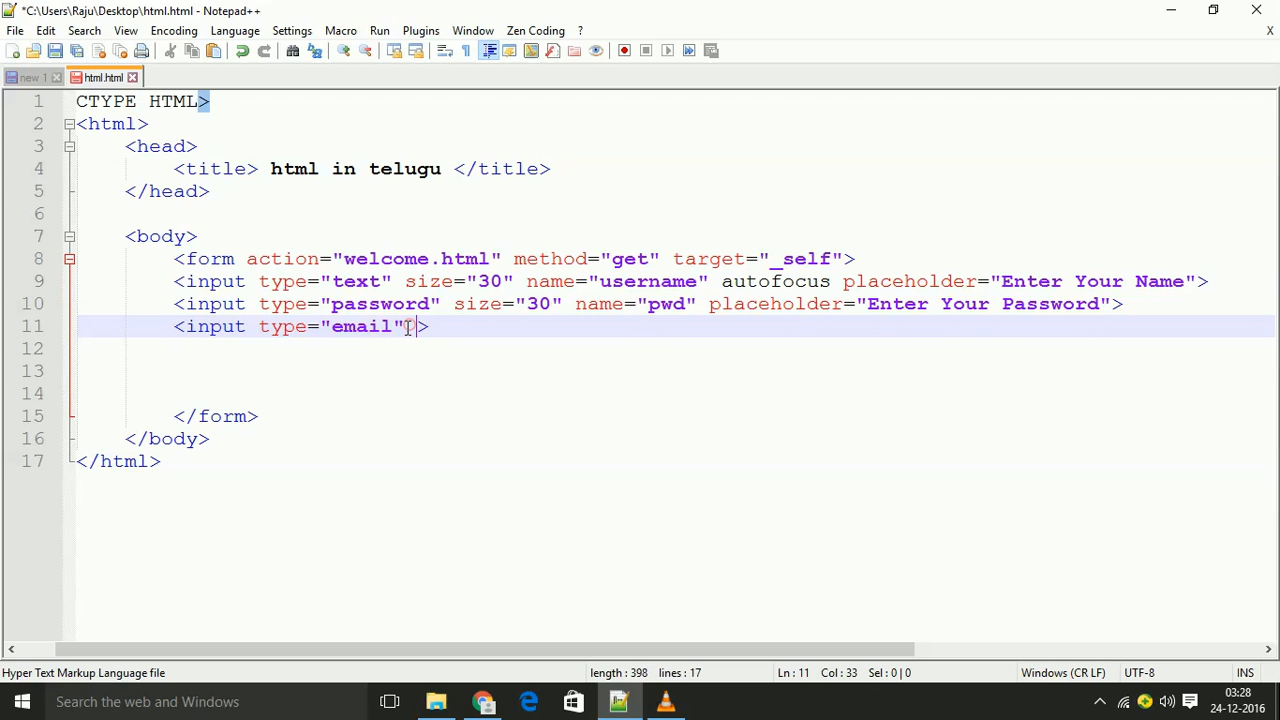 *C:\Users\Raju\Desktop\html.html - Notepad++
File Edit Search View Encoding Language Settings Macro Run Plugins Window Zen Coding ? X
new 1 html.html
1 CTYPE HTML>
2 <html>
3 <head>
4 <title> html in telugu </title>
5 </head>
6
7 <body>
8 <form action="welcome.html" method="get" target="_self">
9 <input type="text" size="30" name="username" autofocus placeholder="Enter Your Name">
10 <input type="password" size="30" name="pwd" placeholder="Enter Your Password">
11 <input type="email" >
12
13
14
15 </form>
16 </body>
17 </html>
Hyper Text Markup Language file length : 398 lines : 17 Ln : 11 Col : 33 Sel : 0 | 0 Windows (CR LF) UTF-8 INS
Search the web and Windows 03:28
24-12-2016